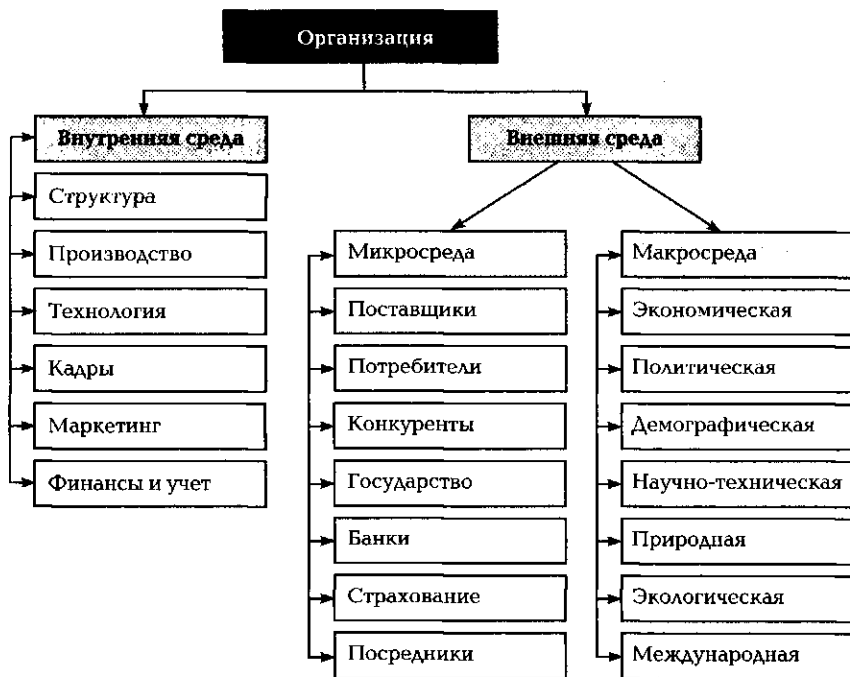 Организация
Внутренняя среда
Структура
Производство
Технология
Кадры
Маркетинг
Финансы и учет
Внешняя среда
Микросреда
Поставщики
Потребители
Конкуренты
Государство
Банки
Страхование
Посредники
Макросреда
Экономическая
Политическая
Демографическая
Научно-техническая
Природная
Экологическая
Международная